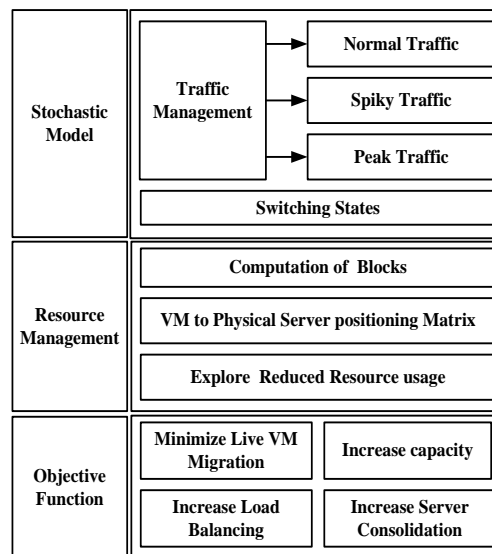 Stochastic
Model
Traffic
Management
Normal Traffic
Spiky Traffic
Peak Traffic
Switching States
Resource
Management
Computation of Blocks
VM to Physical Server positioning Matrix
Explore Reduced Resource usage
Objective
Function
Minimize Live VM
Migration
Increase capacity
Increase Load
Balancing
Increase Server
Consolidation